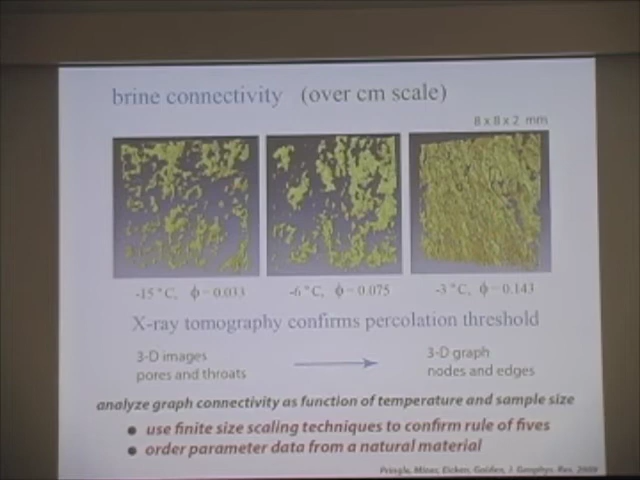 brine connectivity (over cm scale)
8 x 8 x 2 mm
-15 °C, ϕ = 0.033 -6 °C, ϕ = 0.075 -3 °C, ϕ = 0.143
X-ray tomography confirms percolation threshold
3-D images 3-D graph
pores and throats nodes and edges
analyze graph connectivity as function of temperature and sample size
● use finite size scaling techniques to confirm rule of fives
● order parameter data from a natural material
Pringle, Miner, Eicken, Golden, J. Geophys. Res. 2009